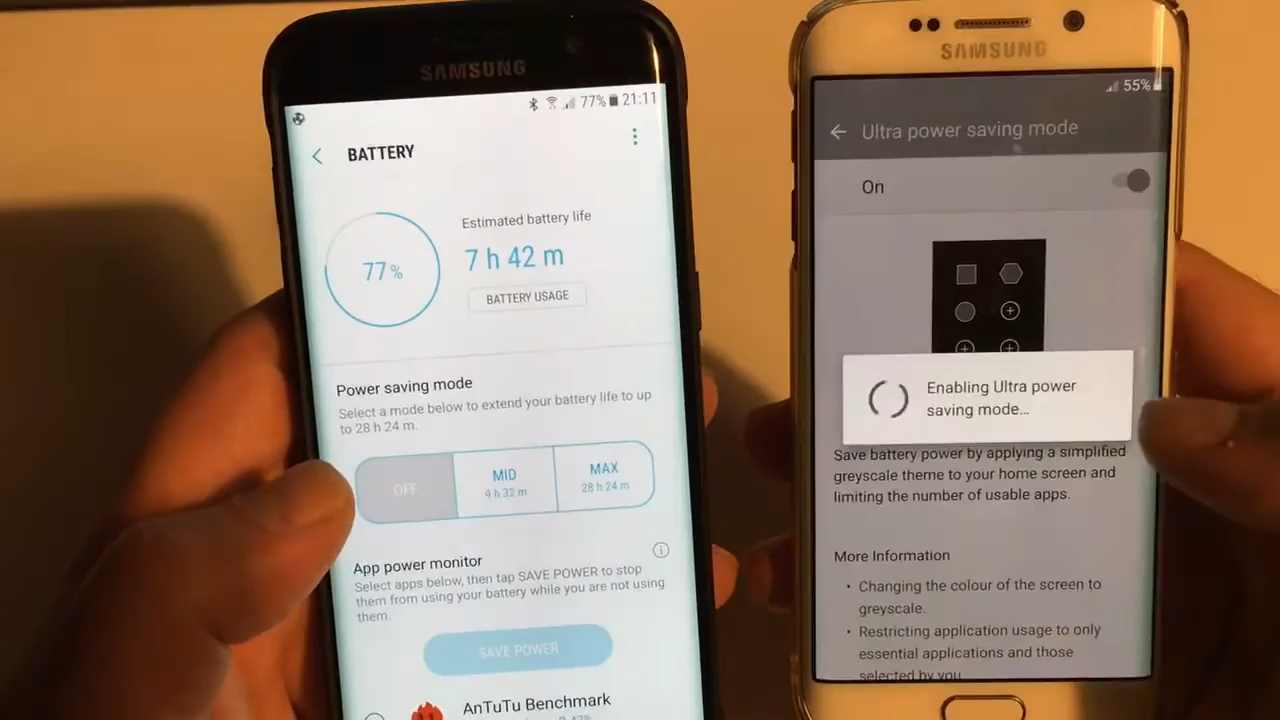 SAMSUNG
77% 21:11
BATTERY
77%
Estimated battery life
7 h 42 m
BATTERY USAGE
Power saving mode
Select a mode below to extend your battery life to up
to 28 h 24 m.
OFF
MID
9 h 32 m
MAX
28 h 24 m
App power monitor
Select apps below, then tap SAVE POWER to stop
them from using your battery while you are not using
them.
SAVE POWER
AnTuTu Benchmark
SAMSUNG
55%
Ultra power saving mode
On
Enabling Ultra power
saving mode...
Save battery power by applying a simplified
greyscale theme to your home screen and
limiting the number of usable apps.
More Information
• Changing the colour of the screen to
greyscale.
• Restricting application usage to only
essential applications and those
selected by you